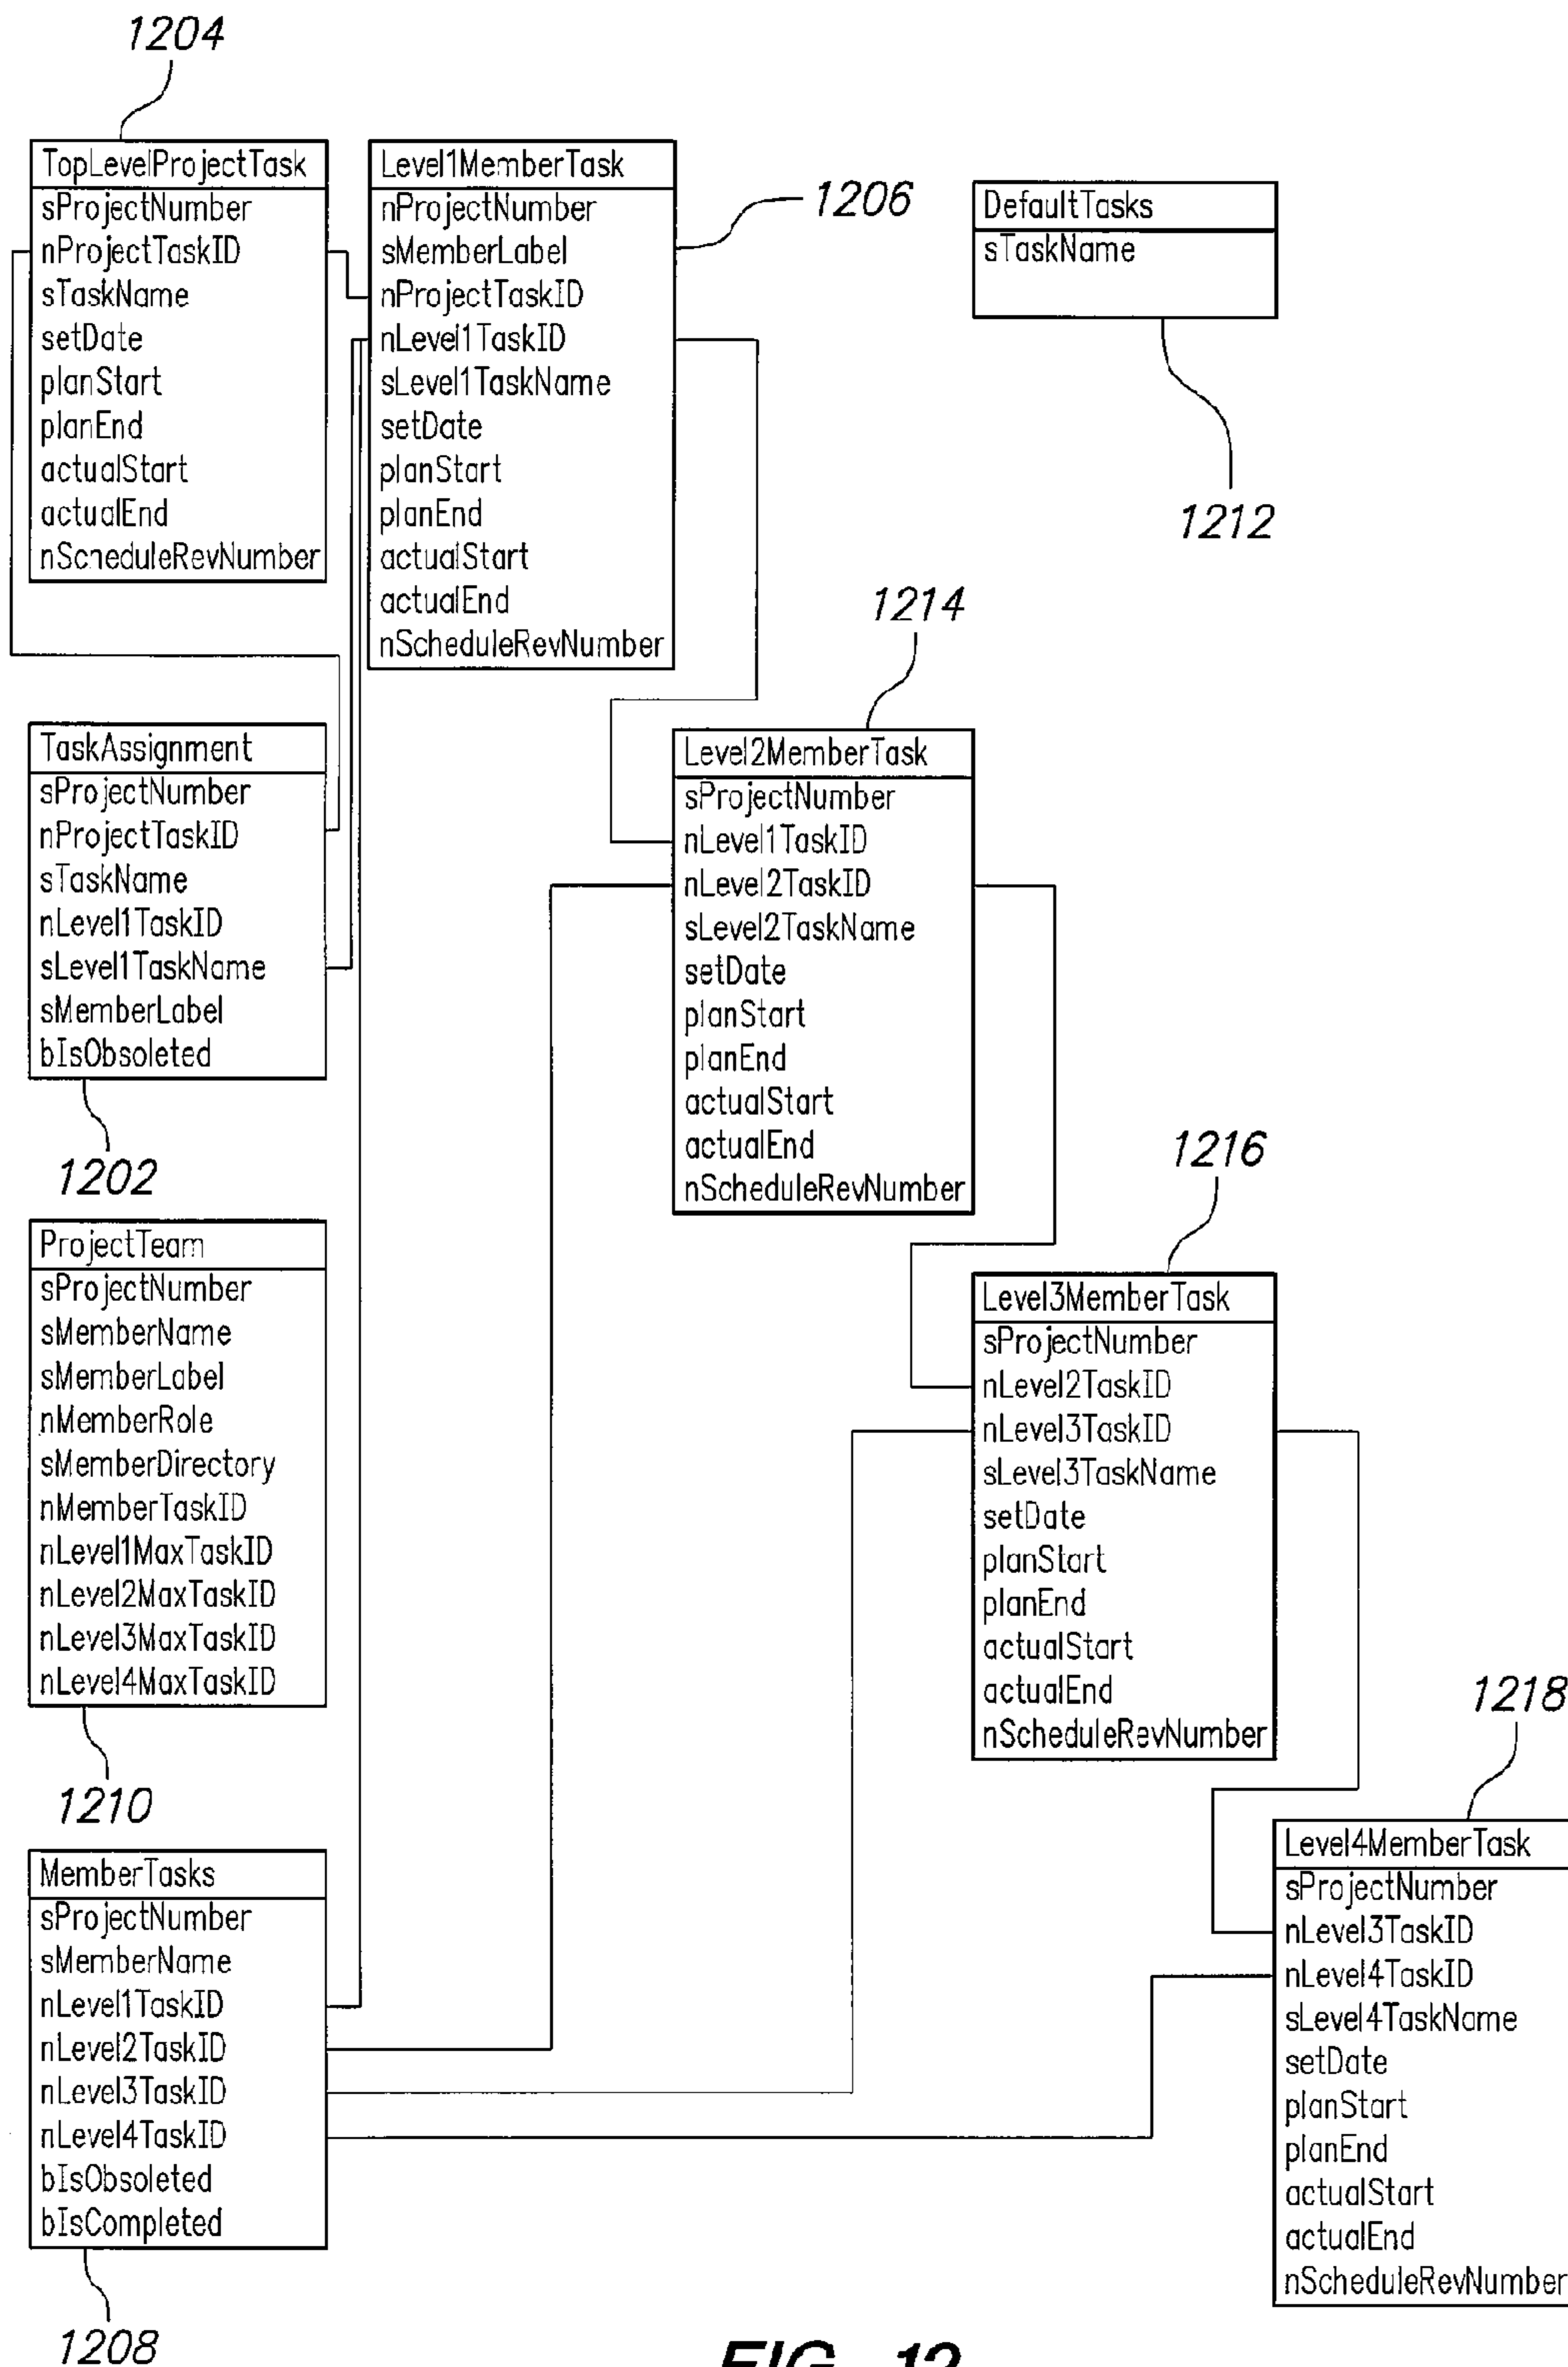 1204
TopLevelProjectTask
sProjectNumber
nProjectTaskID
sTaskName
setDate
planStart
planEnd
actualStart
actualEnd
nScheduleRevNumber
Level1MemberTask
nProjectNumber
sMemberLabel
nProjectTaskID
nLevel1TaskID
sLevel1TaskName
setDate
planStart
planEnd
actualStart
actualEnd
nScheduleRevNumber
1206
DefaultTasks
sTaskName
1212
1214
TaskAssignment
sProjectNumber
nProjectTaskID
sTaskName
nLevel1TaskID
sLevel1TaskName
sMemberLabel
bIsObsoleted
1202
Level2MemberTask
sProjectNumber
nLevel1TaskID
nLevel2TaskID
sLevel2TaskName
setDate
planStart
planEnd
actualStart
actualEnd
nScheduleRevNumber
1216
ProjectTeam
sProjectNumber
sMemberName
sMemberLabel
nMemberRole
sMemberDirectory
nMemberTaskID
nLevel1MaxTaskID
nLevel2MaxTaskID
nLevel3MaxTaskID
nLevel4MaxTaskID
1210
Level3MemberTask
sProjectNumber
nLevel2TaskID
nLevel3TaskID
sLevel3TaskName
setDate
planStart
planEnd
actualStart
actualEnd
nScheduleRevNumber
1218
MemberTasks
sProjectNumber
sMemberName
nLevel1TaskID
nLevel2TaskID
nLevel3TaskID
nLevel4TaskID
bIsObsoleted
bIsCompleted
1208
Level4MemberTask
sProjectNumber
nLevel3TaskID
nLevel4TaskID
sLevel4TaskName
setDate
planStart
planEnd
actualStart
actualEnd
nScheduleRevNumber
FIG. 12